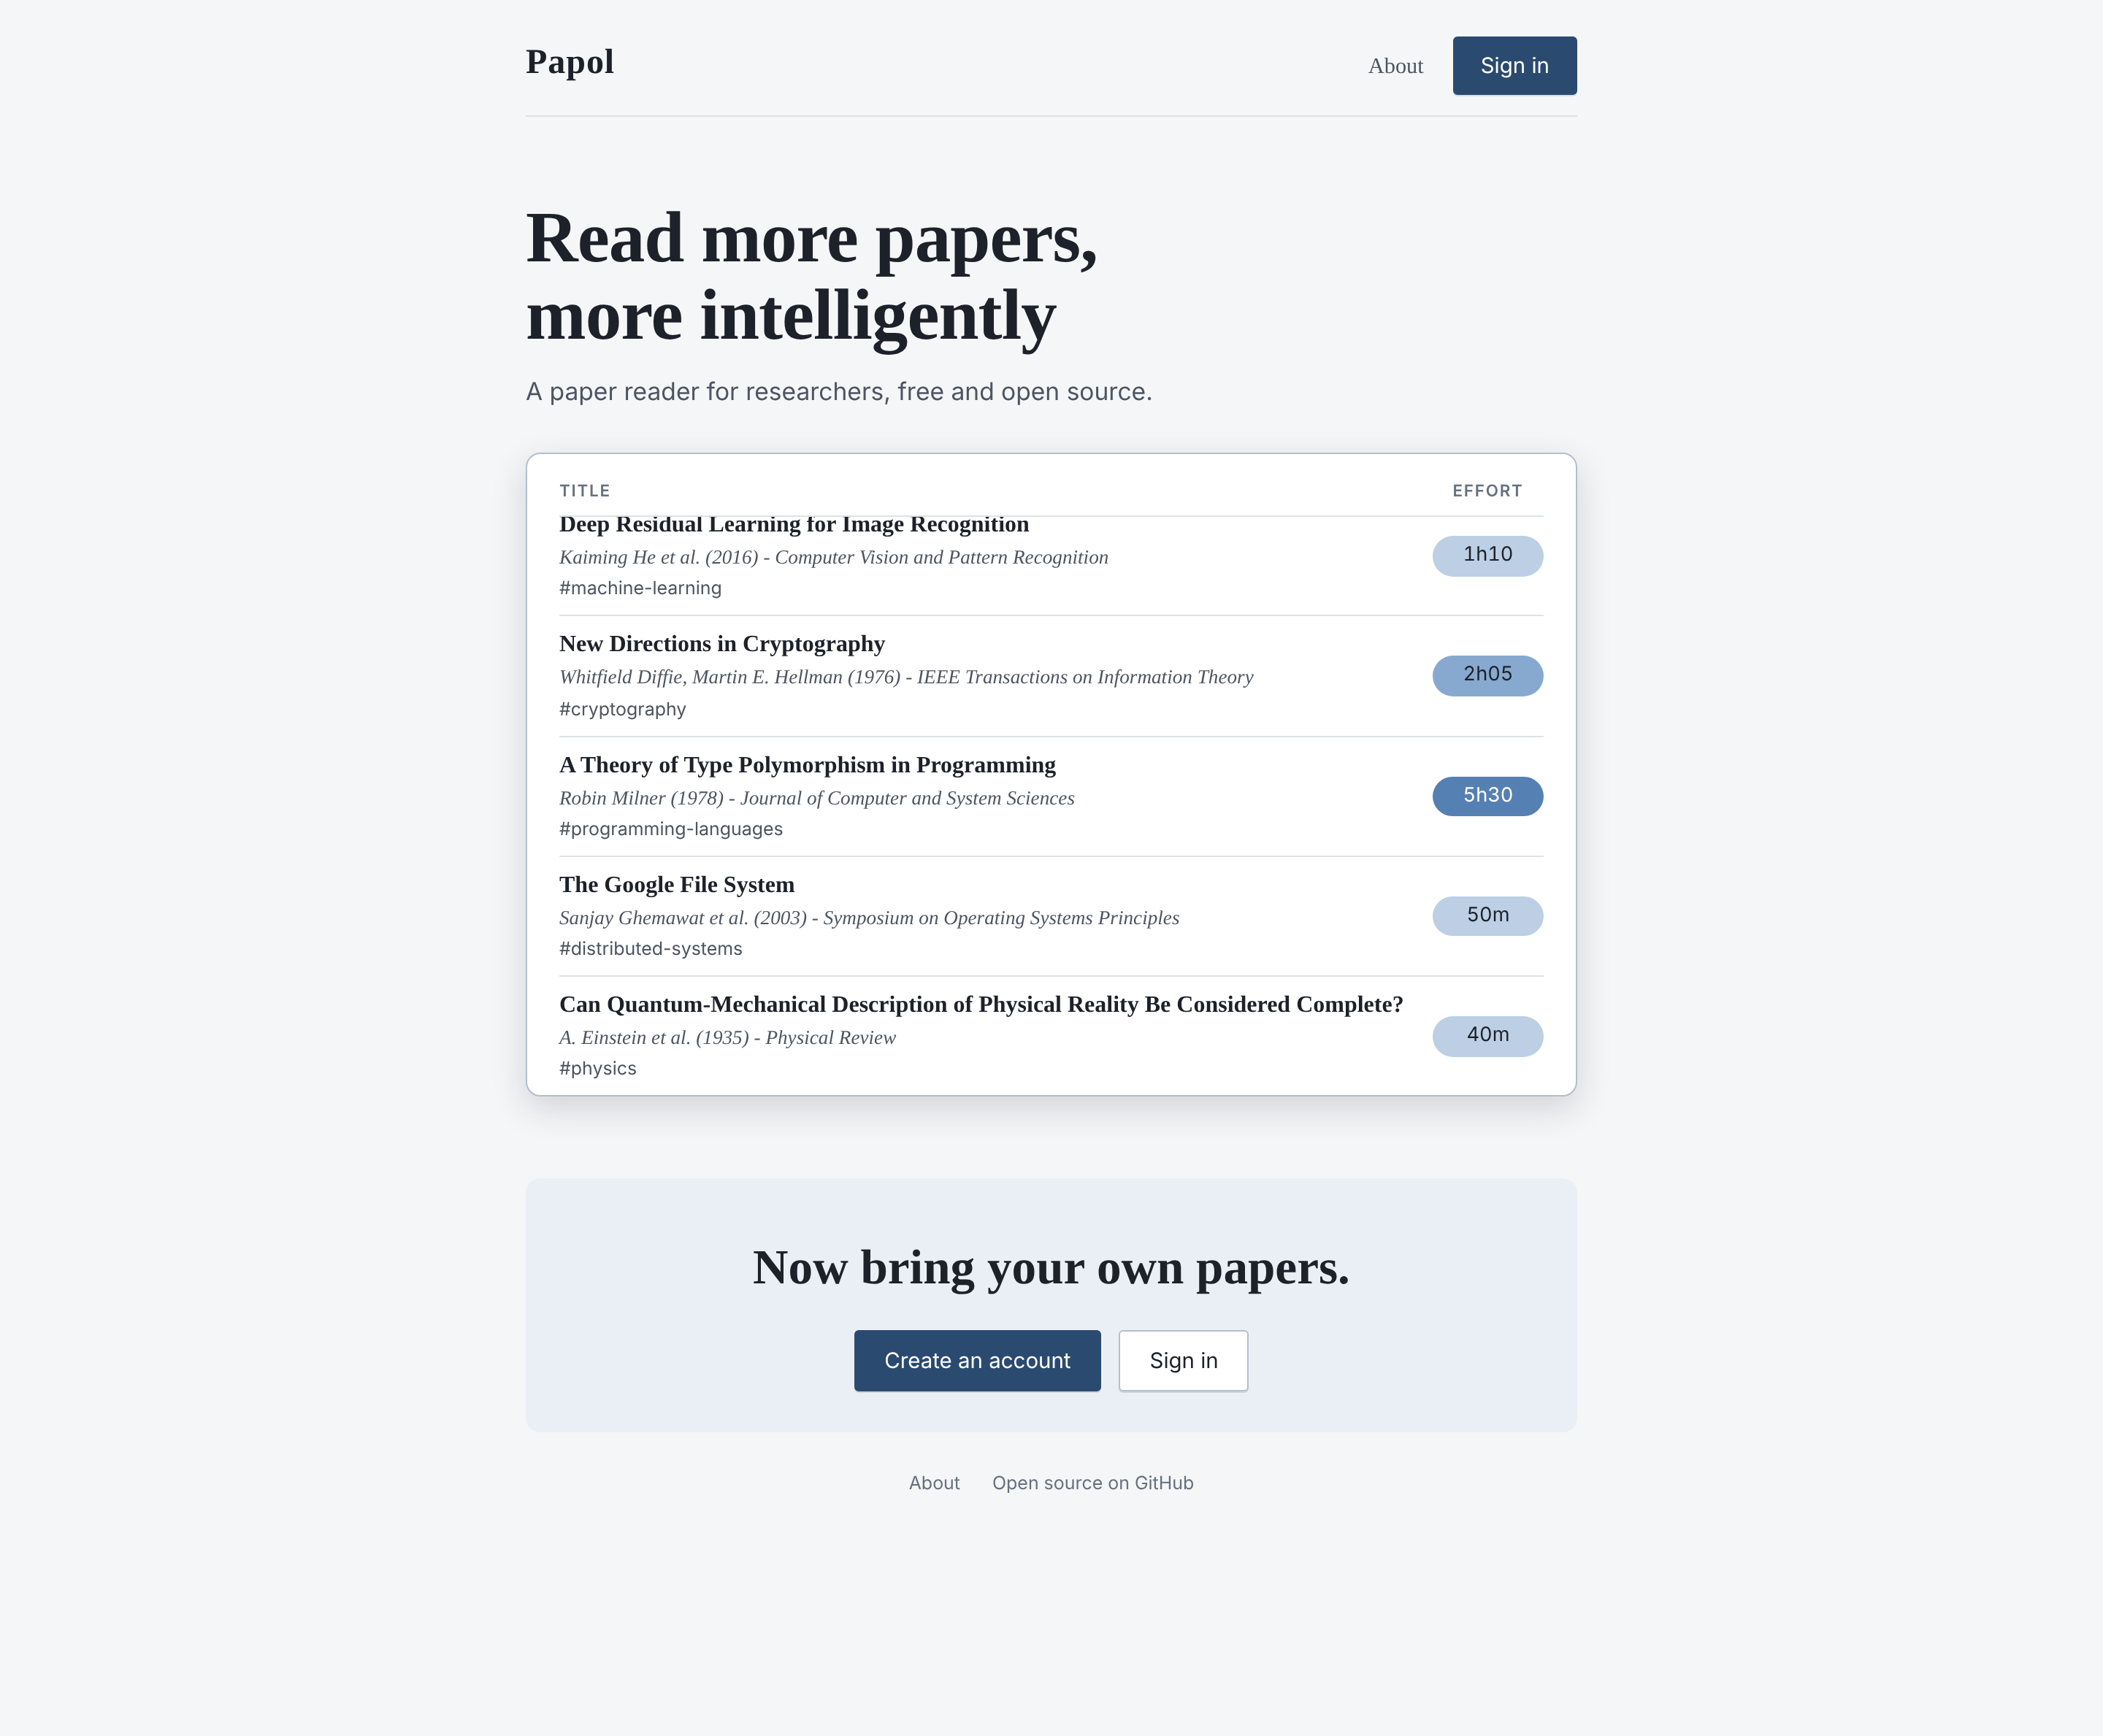 Papol
About
Sign in
Read more papers,
more intelligently
A paper reader for researchers, free and open source.
TITLE
EFFORT
Deep Residual Learning for Image Recognition
Kaiming He et al. (2016) - Computer Vision and Pattern Recognition
1h10
#machine-learning
New Directions in Cryptography
Whitfield Diffie, Martin E. Hellman (1976) - IEEE Transactions on Information Theory
2h05
#cryptography
A Theory of Type Polymorphism in Programming
Robin Milner (1978) - Journal of Computer and System Sciences
5h30
#programming-languages
The Google File System
Sanjay Ghemawat et al. (2003) - Symposium on Operating Systems Principles
50m
#distributed-systems
Can Quantum-Mechanical Description of Physical Reality Be Considered Complete?
A. Einstein et al. (1935) - Physical Review
40m
#physics
Now bring your own papers.
Create an account
Sign in
About
Open source on GitHub